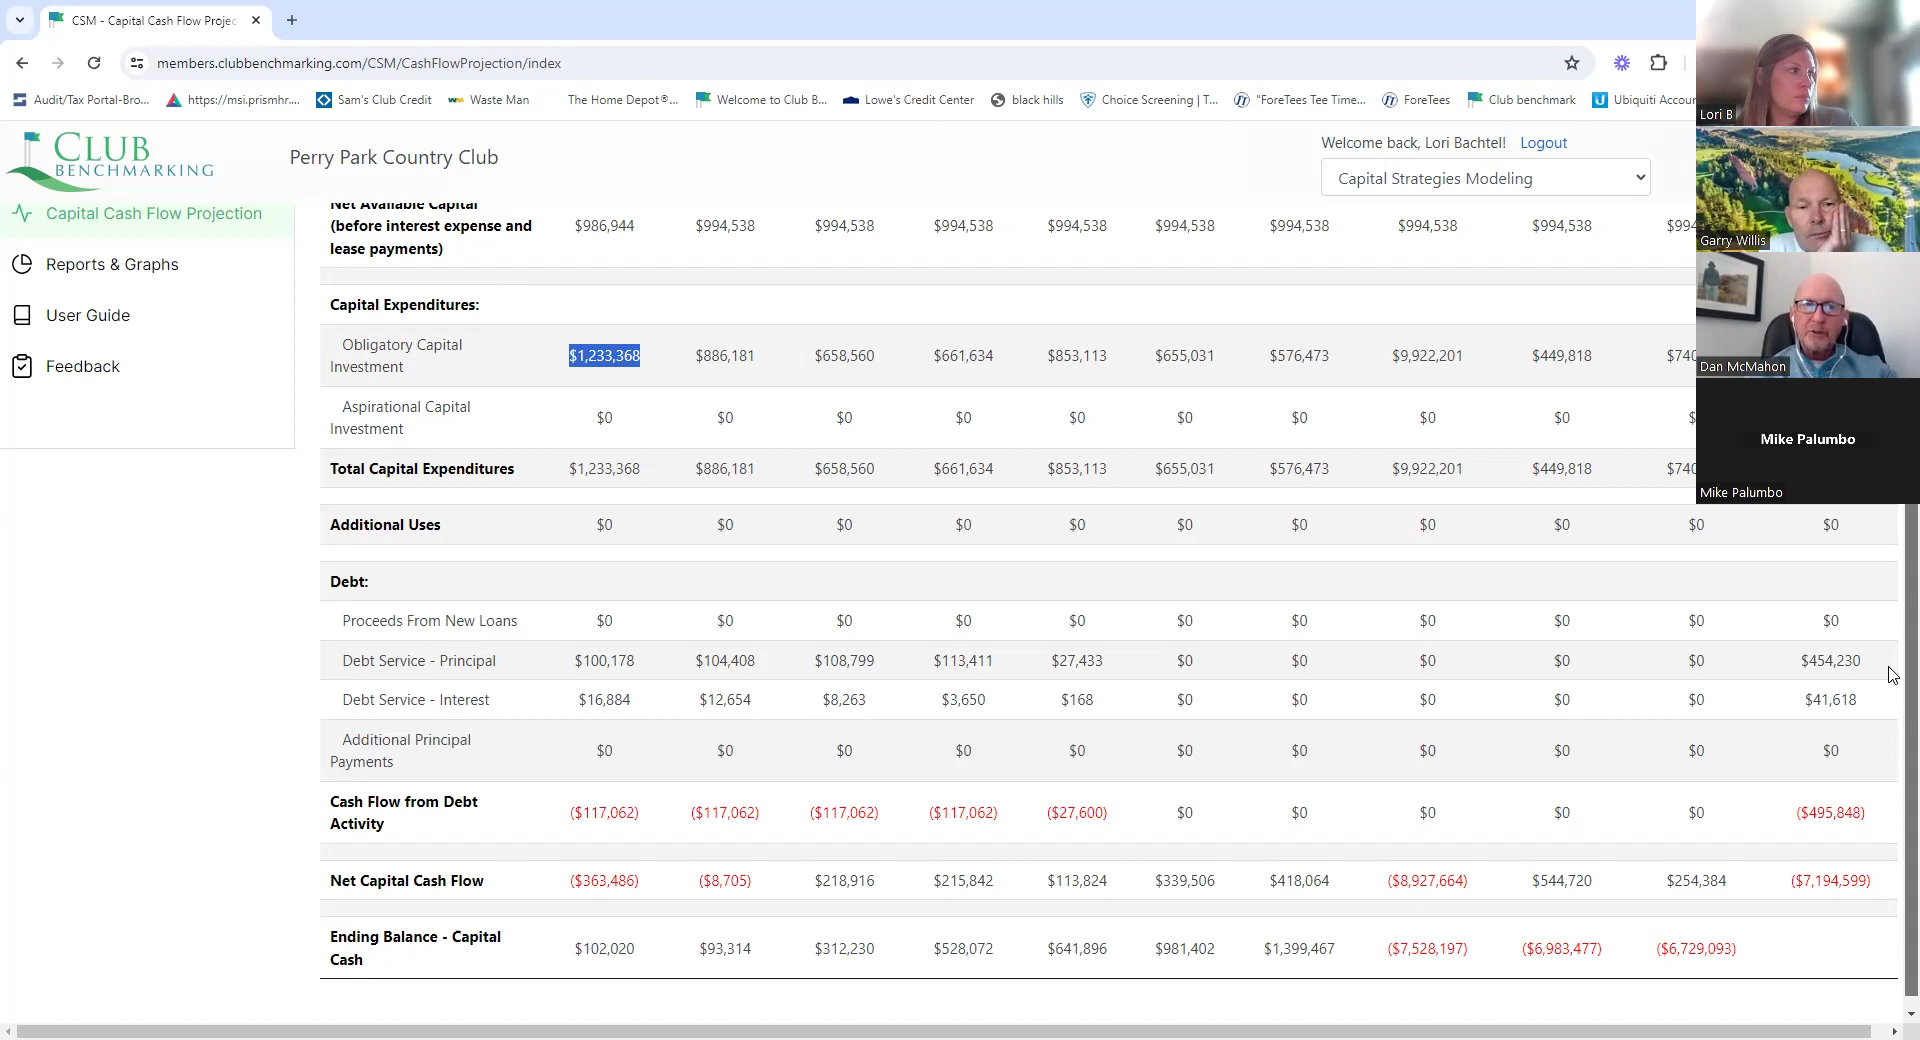 CSM - Capital Cash Flow Projec
members.clubbenchmarking.com/CSM/CashFlowProjection/index
Audit/Tax Portal-Bro... https://msi.prismhr.... Sam's Club Credit Waste Man The Home Depot®... Welcome to Club B... Lowe's Credit Center black hills Choice Screening | T... "ForeTees Tee Time... ForeTees Club benchmark Ubiquiti Accou
CLUB
BENCHMARKING
Perry Park Country Club
Welcome back, Lori Bachtel! Logout
Capital Strategies Modeling
Capital Cash Flow Projection
Reports & Graphs
User Guide
Feedback
Net Available Capital
(before interest expense and
lease payments)
$986,944 $994,538 $994,538 $994,538 $994,538 $994,538 $994,538 $994,538 $994,538 $994
Capital Expenditures:
Obligatory Capital
Investment
$1,233,368 $886,181 $658,560 $661,634 $853,113 $655,031 $576,473 $9,922,201 $449,818 $740
Aspirational Capital
Investment
$0 $0 $0 $0 $0 $0 $0 $0 $0 $
Total Capital Expenditures $1,233,368 $886,181 $658,560 $661,634 $853,113 $655,031 $576,473 $9,922,201 $449,818 $740
Additional Uses $0 $0 $0 $0 $0 $0 $0 $0 $0 $0 $0
Debt:
Proceeds From New Loans $0 $0 $0 $0 $0 $0 $0 $0 $0 $0 $0
Debt Service - Principal $100,178 $104,408 $108,799 $113,411 $27,433 $0 $0 $0 $0 $0 $454,230
Debt Service - Interest $16,884 $12,654 $8,263 $3,650 $168 $0 $0 $0 $0 $0 $41,618
Additional Principal
Payments
$0 $0 $0 $0 $0 $0 $0 $0 $0 $0 $0
Cash Flow from Debt
Activity
($117,062) ($117,062) ($117,062) ($117,062) ($27,600) $0 $0 $0 $0 $0 ($495,848)
Net Capital Cash Flow ($363,486) ($8,705) $218,916 $215,842 $113,824 $339,506 $418,064 ($8,927,664) $544,720 $254,384 ($7,194,599)
Ending Balance - Capital
Cash
$102,020 $93,314 $312,230 $528,072 $641,896 $981,402 $1,399,467 ($7,528,197) ($6,983,477) ($6,729,093)
Lori B
Garry Willis
Dan McMahon
Mike Palumbo
Mike Palumbo